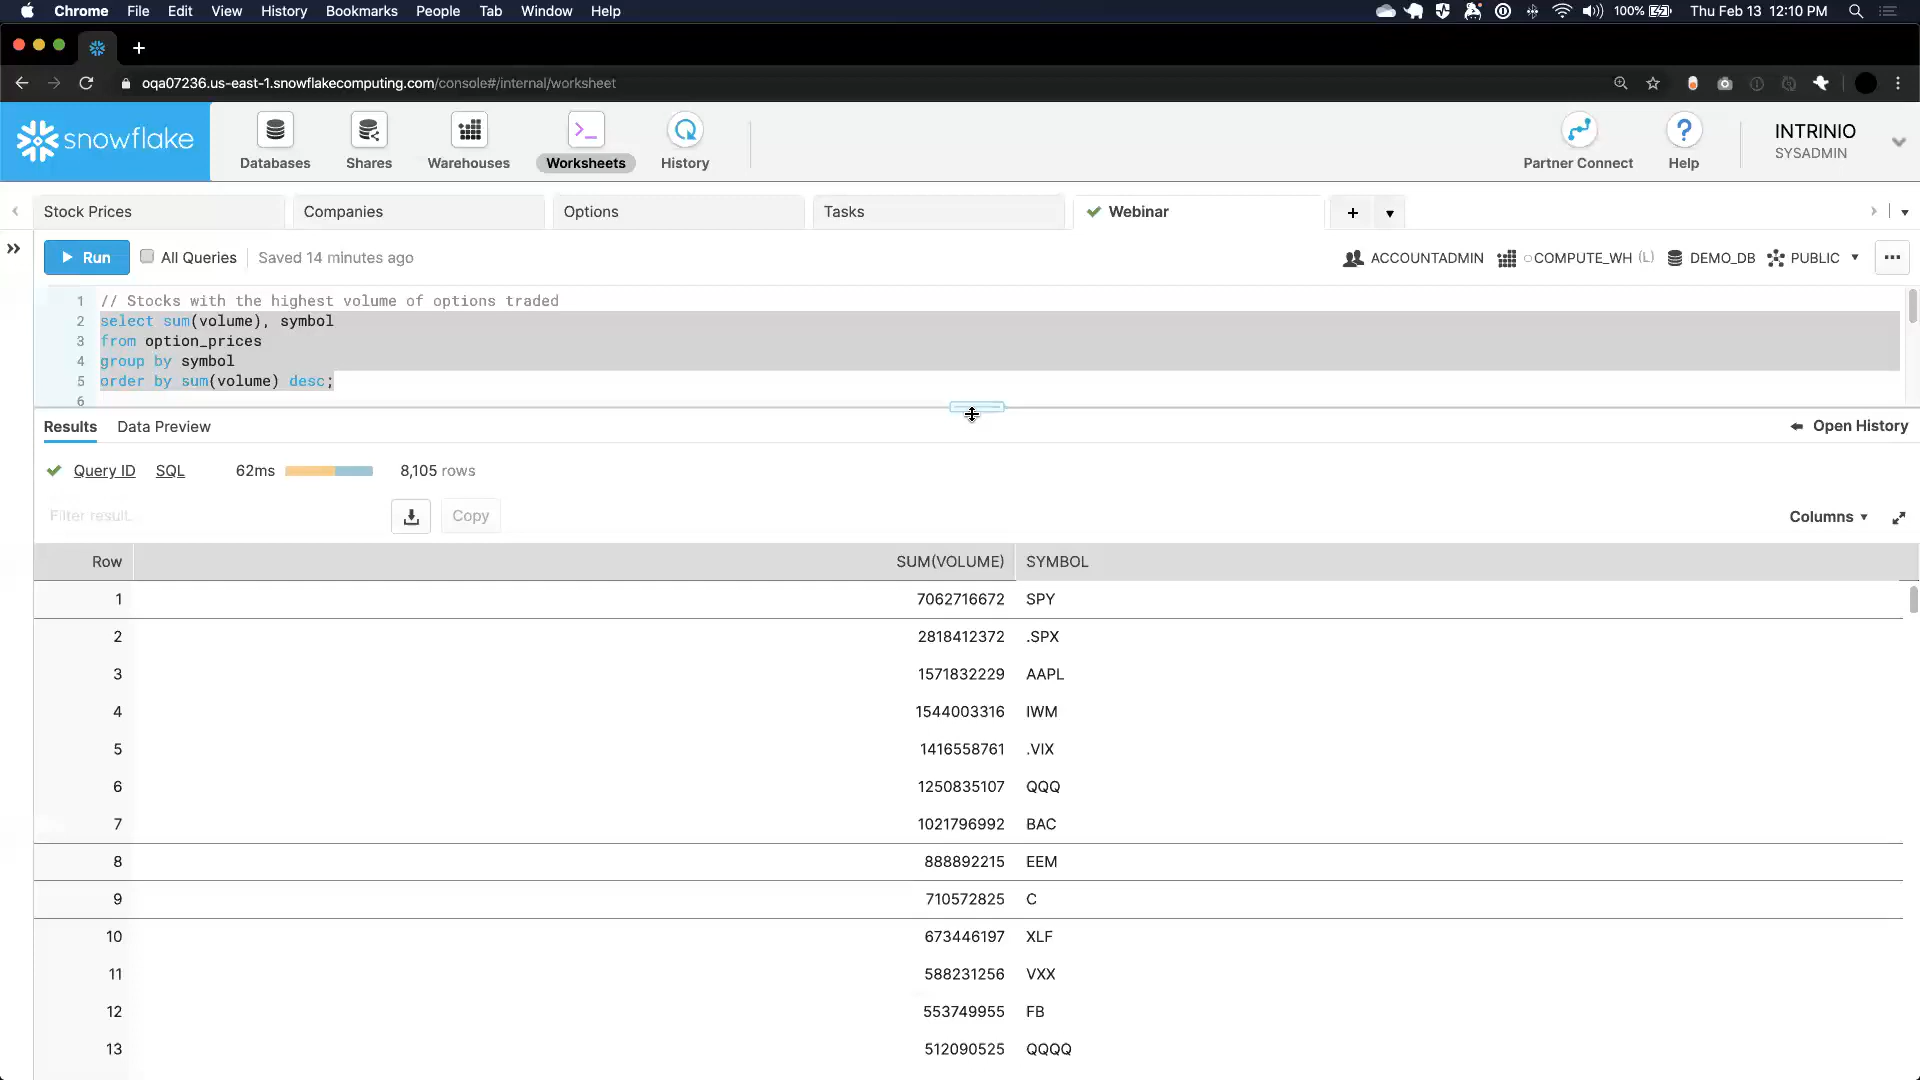 Chrome File Edit View History Bookmarks People Tab Window Help 100% Thu Feb 13 12:10 PM
oqa07236.us-east-1.snowflakecomputing.com/console#/internal/worksheet
snowflake Databases Shares Warehouses Worksheets History Partner Connect Help INTRINIO
SYSADMIN
Stock Prices Companies Options Tasks Webinar
Run All Queries Saved 14 minutes ago ACCOUNTADMIN COMPUTE_WH (L) DEMO_DB PUBLIC
1 // Stocks with the highest volume of options traded
2 select sum(volume), symbol
3 from option_prices
4 group by symbol
5 order by sum(volume) desc;
6
Results Data Preview Open History
Query ID SQL 62ms 8,105 rows
Filter result... Copy Columns
Row SUM(VOLUME) SYMBOL
1 7062716672 SPY
2 2818412372 .SPX
3 1571832229 AAPL
4 1544003316 IWM
5 1416558761 .VIX
6 1250835107 QQQ
7 1021796992 BAC
8 888892215 EEM
9 710572825 C
10 673446197 XLF
11 588231256 VXX
12 553749955 FB
13 512090525 QQQQ